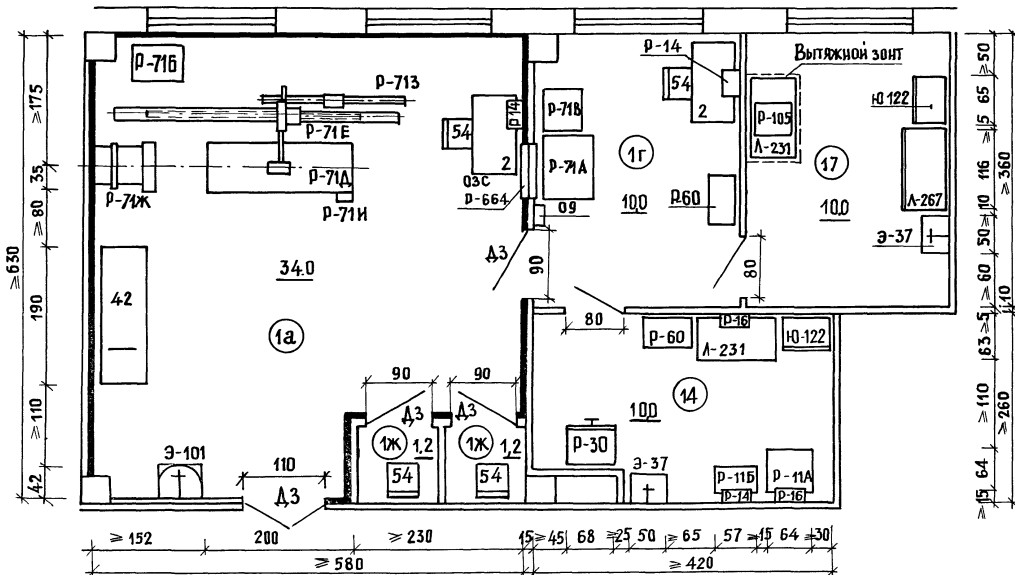 Р-71Б
Р-71З
Р-71Е
Р-71Ж
Р-71Д
Р-71И
54
Р14
2
ОЗС
Р-664
34.0
42
1а
Э-101
110
Д3
90
90
Д3
Д3
1Ж
1,2
1Ж
1,2
54
54
Р-14
54
2
Р-71В
Р-71А
1г
10,0
Р-60
09
Д3
90
80
80
Вытяжной зонт
Р-105
Л-231
17
10,0
Ю122
Л-267
Э-37
Р-60
Р-16
Л-231
Ю-122
14
10,0
Р-30
Э-37
Р-11Б
Р-14
Р-11А
Р-16
≥630
≥175
35
≥80
190
≥110
42
≥50
65
5
116
10
50
≥60
10
≥5
63
≥110
64
≥15
≥360
≥260
≥152
200
≥230
15
≥45
68
≥25
50
≥65
57
≥15
64
≥30
≥580
≥420